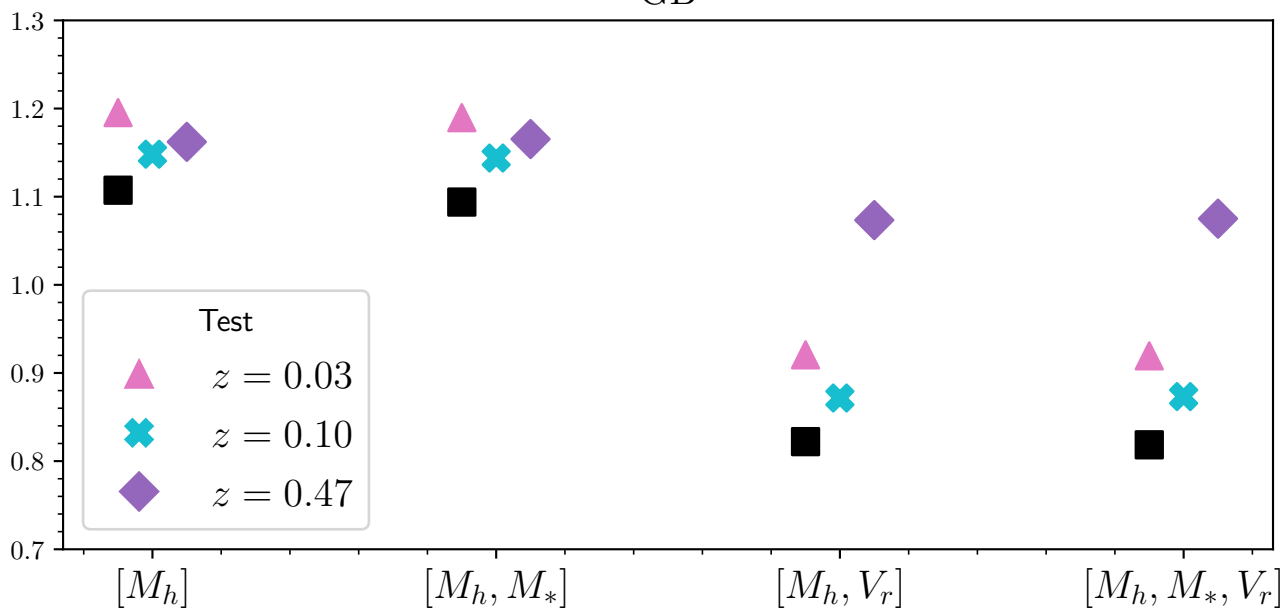 1.3
1.2
1.1
1.0
0.9
0.8
0.7
Test
z = 0.03
z = 0.10
z = 0.47
[M_h]
[M_h, M_*]
[M_h, V_r]
[M_h, M_*, V_r]